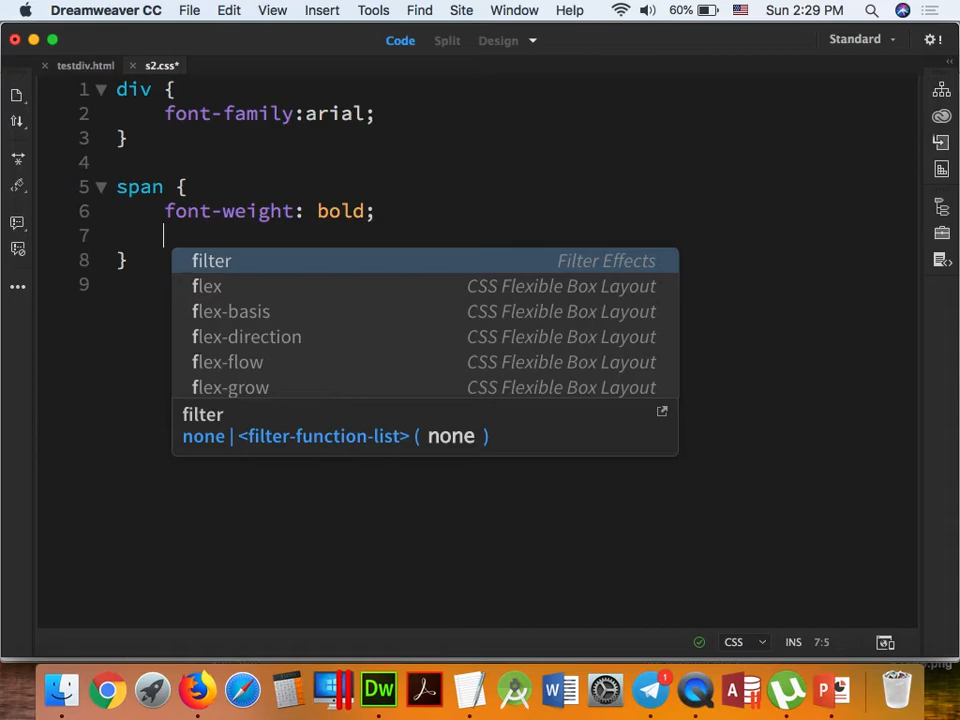 Dreamweaver CC File Edit View Insert Format Tools Find Site Window Help 60% Sun 2:29 PM
Code Split Design Standard !
× testdiv.html × s2.css*
1 div {
2 font-family:arial;
3 }
4
5 span {
6 font-weight: bold;
7
8 }
9
filter Filter Effects
flex CSS Flexible Box Layout
flex-basis CSS Flexible Box Layout
flex-direction CSS Flexible Box Layout
flex-flow CSS Flexible Box Layout
flex-grow CSS Flexible Box Layout
filter
none | <filter-function-list> ( none )
CSS INS 7:5
.png
Dw W 1 A P